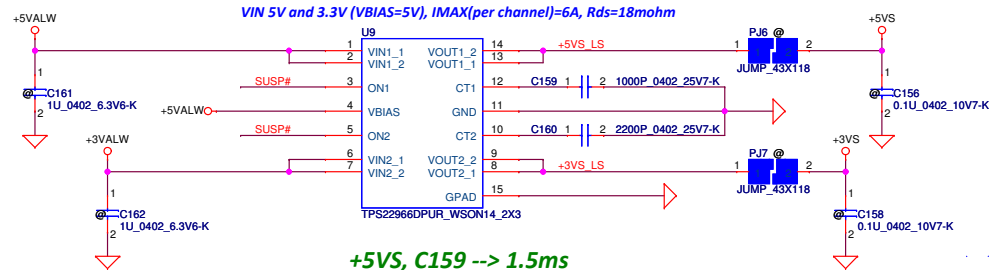 VIN 5V and 3.3V (VBIAS=5V), IMAX(per channel)=6A, Rds=18mohm
+5VALW
U9
+5VS
PJ6 @
1 VIN1_1 VOUT1_2 14 +5VS_LS 1 1 2 2
2 VIN1_2 VOUT1_1 13
JUMP_43X118
SUSP# 3 ON1 CT1 12 C159 1 2 1000P_0402_25V7-K
@ C161
1U_0402_6.3V6-K
1
2
@ C156
0.1U_0402_10V7-K
1
2
+5VALW 4 VBIAS GND 11
SUSP# 5 ON2 CT2 10 C160 1 2 2200P_0402_25V7-K
+3VALW
+3VS
PJ7 @
6 VIN2_1 VOUT2_2 9
7 VIN2_2 VOUT2_1 8 +3VS_LS 1 1 2 2
JUMP_43X118
GPAD 15
TPS22966DPUR_WSON14_2X3
@ C162
1U_0402_6.3V6-K
1
2
@ C158
0.1U_0402_10V7-K
1
2
+5VS, C159 --> 1.5ms